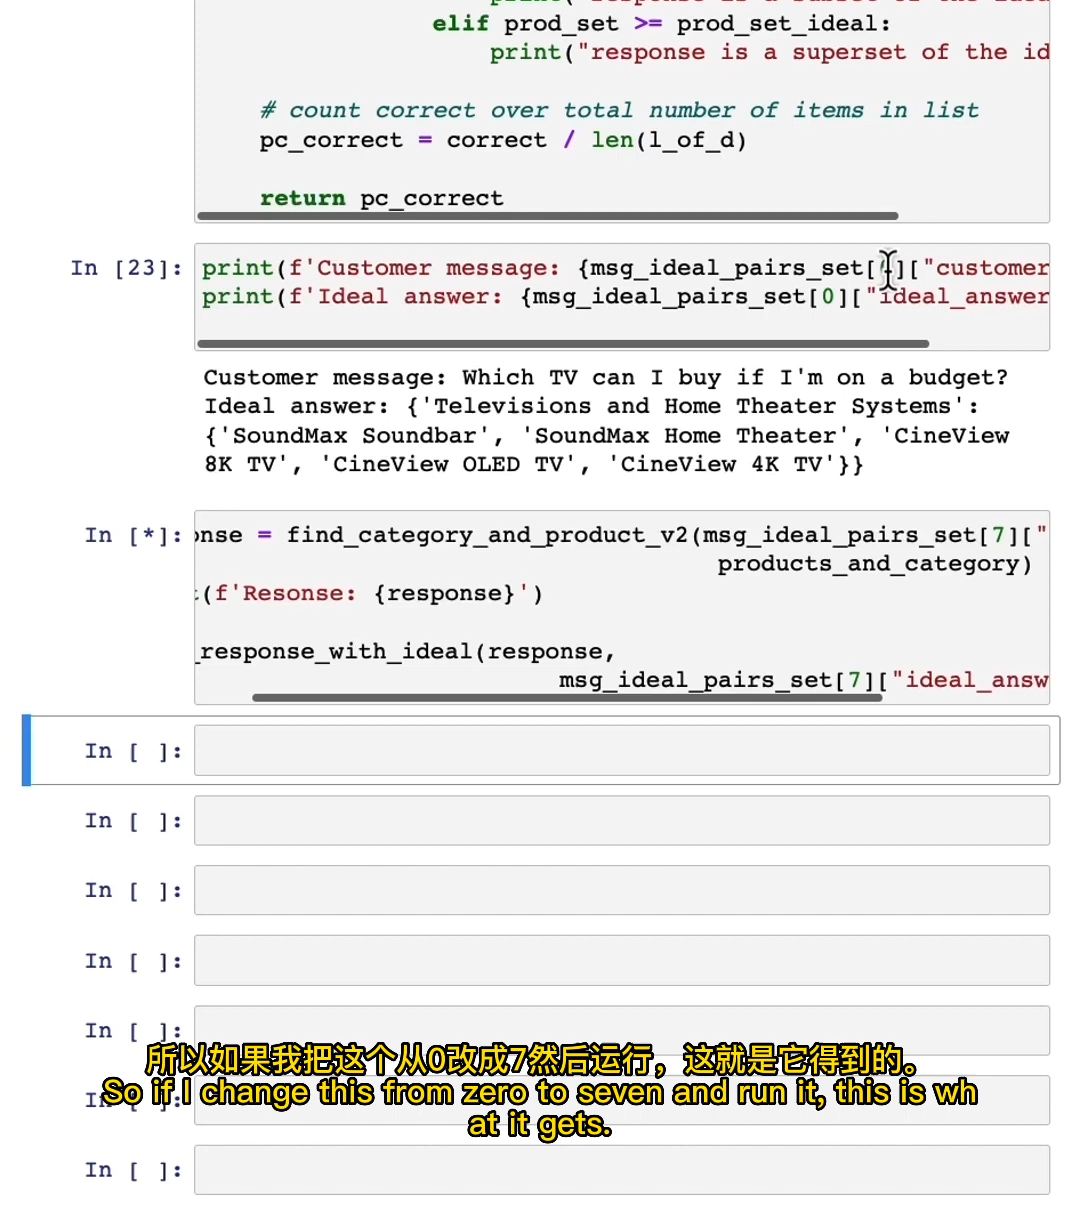 elif prod_set >= prod_set_ideal:
print("response is a superset of the id
# count correct over total number of items in list
pc_correct = correct / len(l_of_d)
return pc_correct
In [23]: print(f'Customer message: {msg_ideal_pairs_set[ ]["customer
print(f'Ideal answer: {msg_ideal_pairs_set[0]["ideal_answer
Customer message: Which TV can I buy if I'm on a budget?
Ideal answer: {'Televisions and Home Theater Systems':
{'SoundMax Soundbar', 'SoundMax Home Theater', 'CineView
8K TV', 'CineView OLED TV', 'CineView 4K TV'}}
In [*]: onse = find_category_and_product_v2(msg_ideal_pairs_set[7]["
products_and_category)
(f'Resonse: {response}')
_response_with_ideal(response,
msg_ideal_pairs_set[7]["ideal_answ
In [ ]:
In [ ]:
In [ ]:
In [ ]:
In [ ]:
所以如果我把这个从0改成7然后运行，这就是它得到的。
In [ ]:
So if I change this from zero to seven and run it, this is wh
at it gets.
In [ ]: